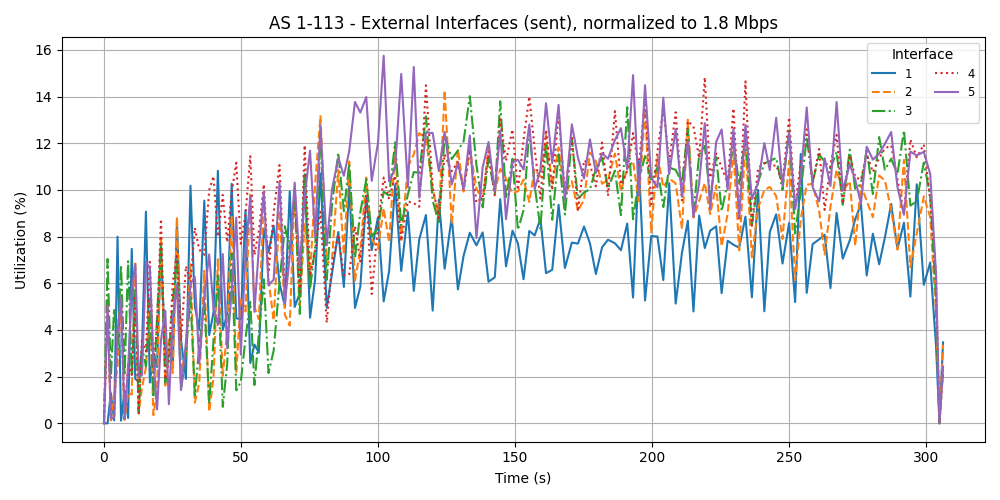 AS 1-113 - External Interfaces (sent), normalized to 1.8 Mbps
Utilization (%)
16
14
12
10
8
6
4
2
0
0 50 100 150 200 250 300
Time (s)
Interface
1 4
2 5
3